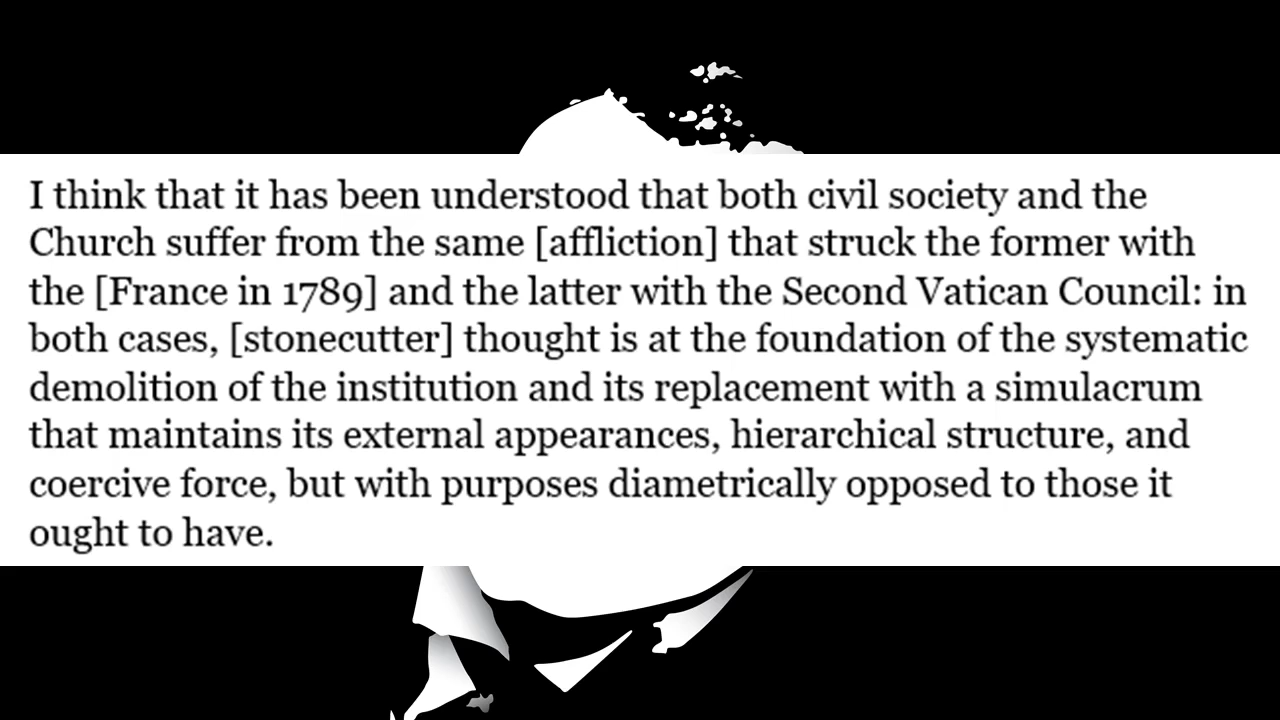 I think that it has been understood that both civil society and the
Church suffer from the same [affliction] that struck the former with
the [France in 1789] and the latter with the Second Vatican Council: in
both cases, [stonecutter] thought is at the foundation of the systematic
demolition of the institution and its replacement with a simulacrum
that maintains its external appearances, hierarchical structure, and
coercive force, but with purposes diametrically opposed to those it
ought to have.